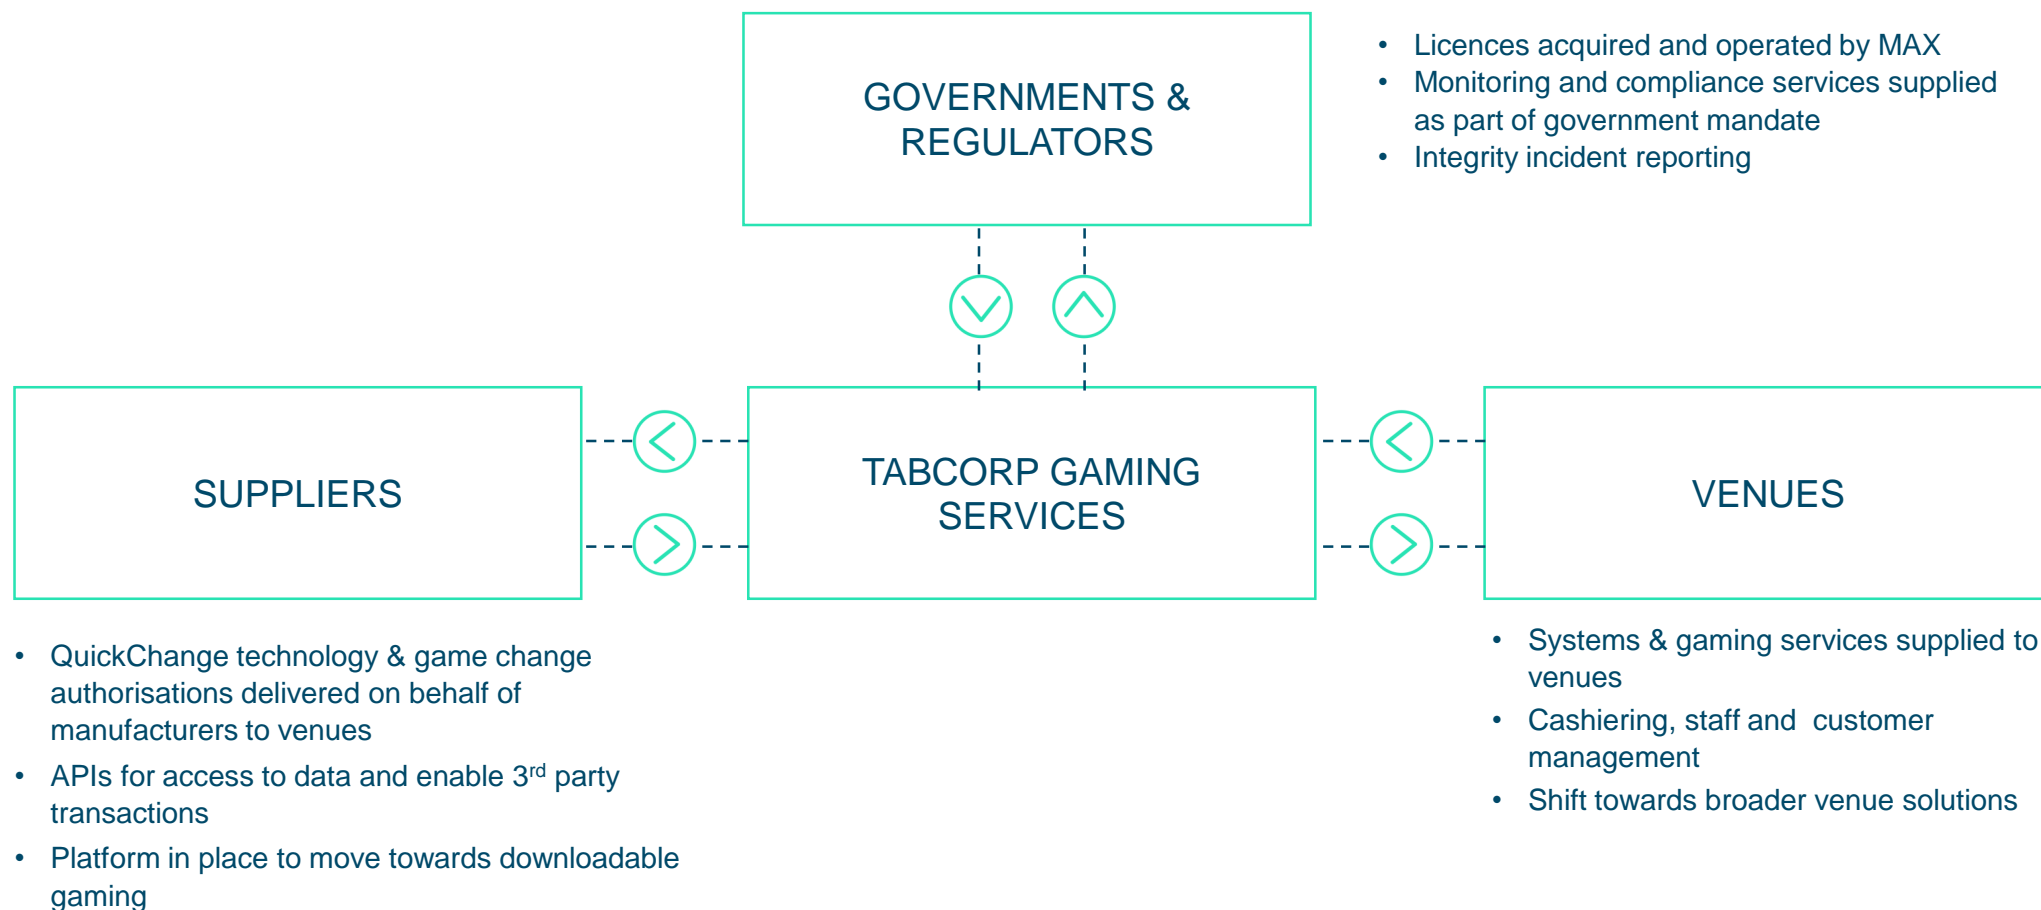 GOVERNMENTS &
REGULATORS
• Licences acquired and operated by MAX
• Monitoring and compliance services supplied
as part of government mandate
• Integrity incident reporting
SUPPLIERS
TABCORP GAMING
SERVICES
VENUES
• QuickChange technology & game change
authorisations delivered on behalf of
manufacturers to venues
• APIs for access to data and enable 3rd party
transactions
• Platform in place to move towards downloadable
gaming
• Systems & gaming services supplied to
venues
• Cashiering, staff and customer
management
• Shift towards broader venue solutions